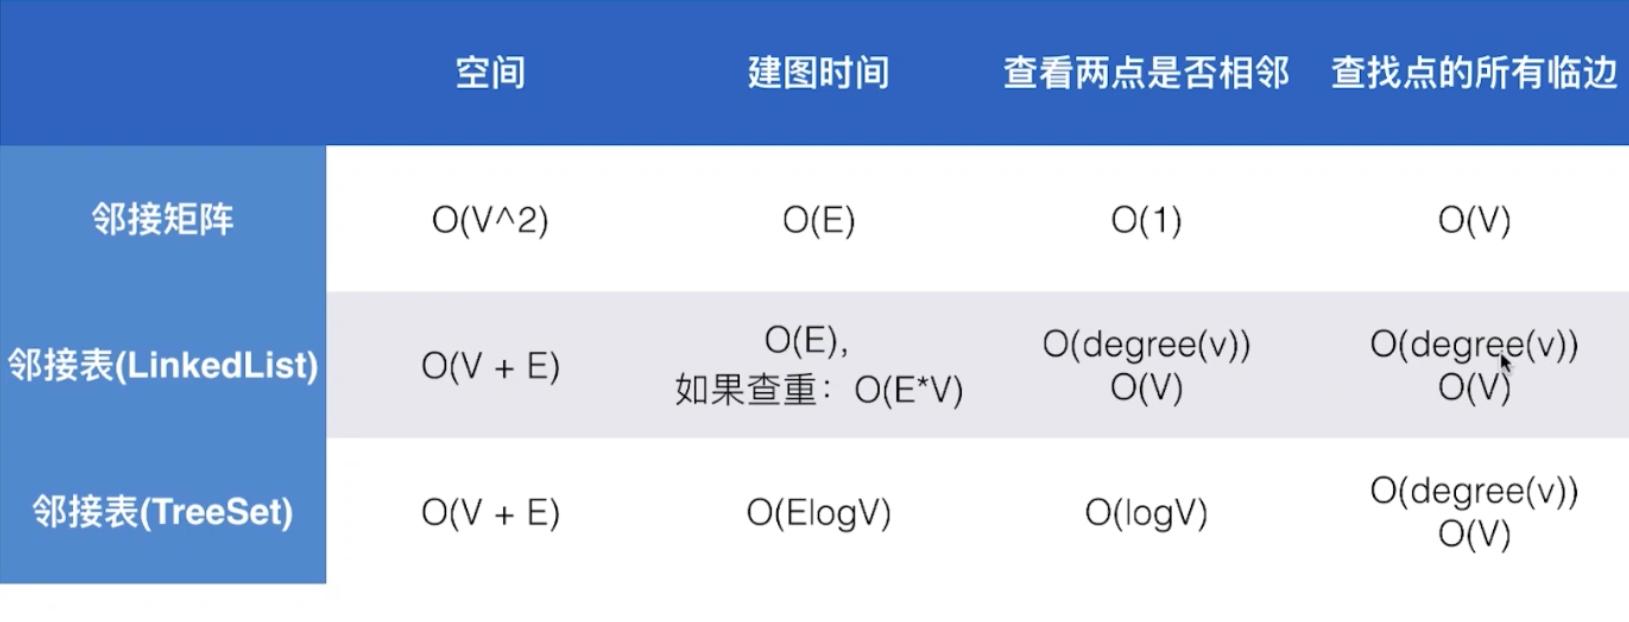 空间 建图时间 查看两点是否相邻 查找点的所有临边
邻接矩阵 O(V^2) O(E) O(1) O(V)
邻接表(LinkedList) O(V + E) O(E), 如果查重：O(E*V) O(degree(v)) O(V) O(degree(v)) O(V)
邻接表(TreeSet) O(V + E) O(ElogV) O(logV) O(degree(v)) O(V)